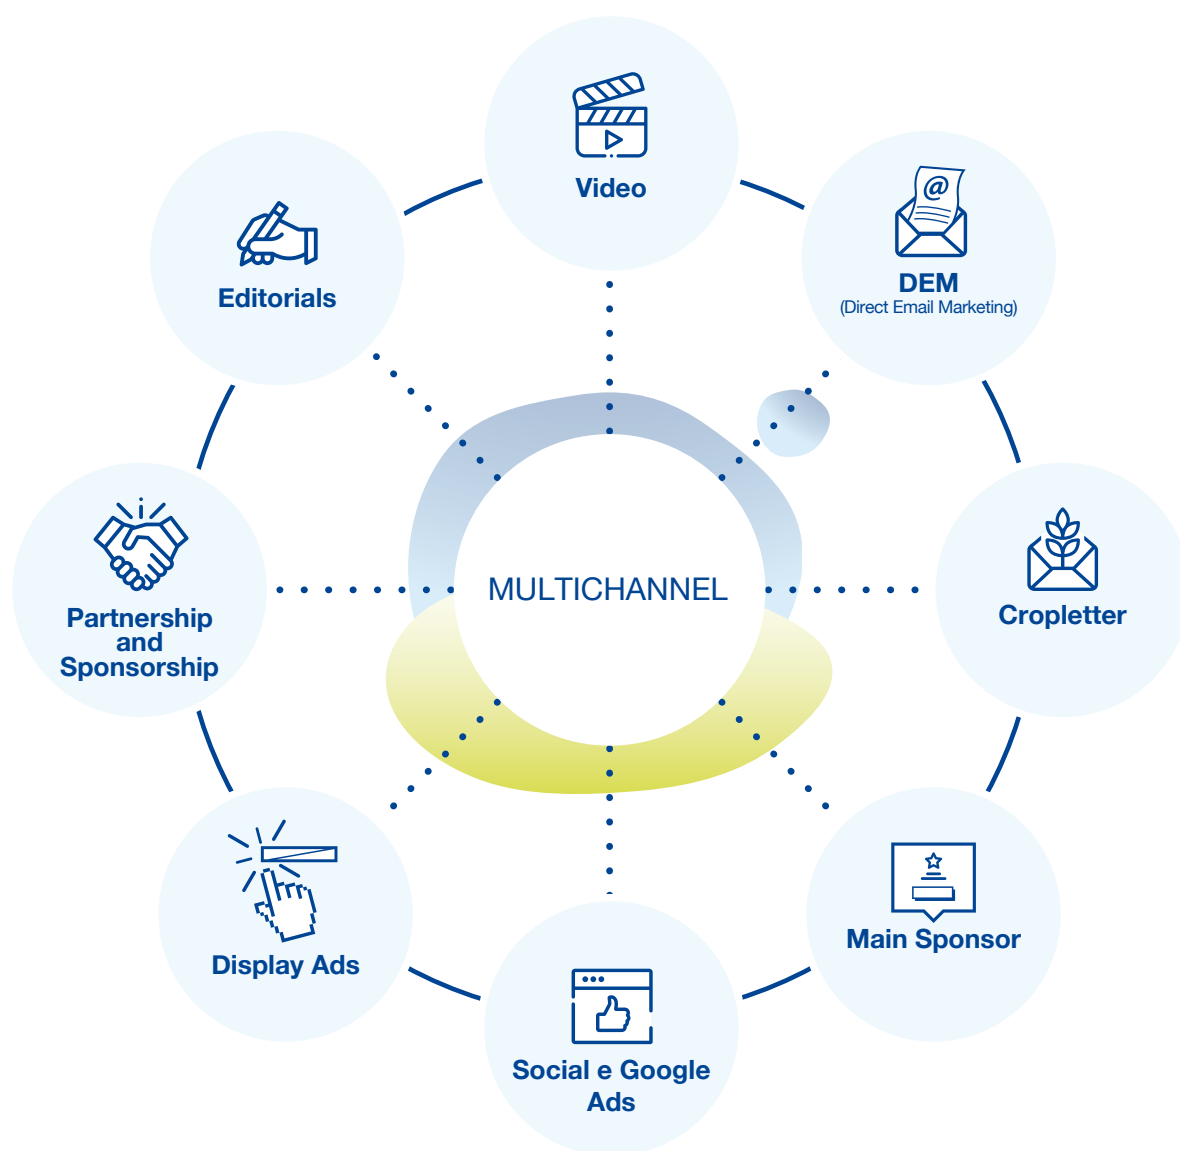 Video
DEM
(Direct Email Marketing)
@
Editorials
MULTICHANNEL
Cropletter
Partnership
and
Sponsorship
Main Sponsor
Display Ads
Social e Google
Ads